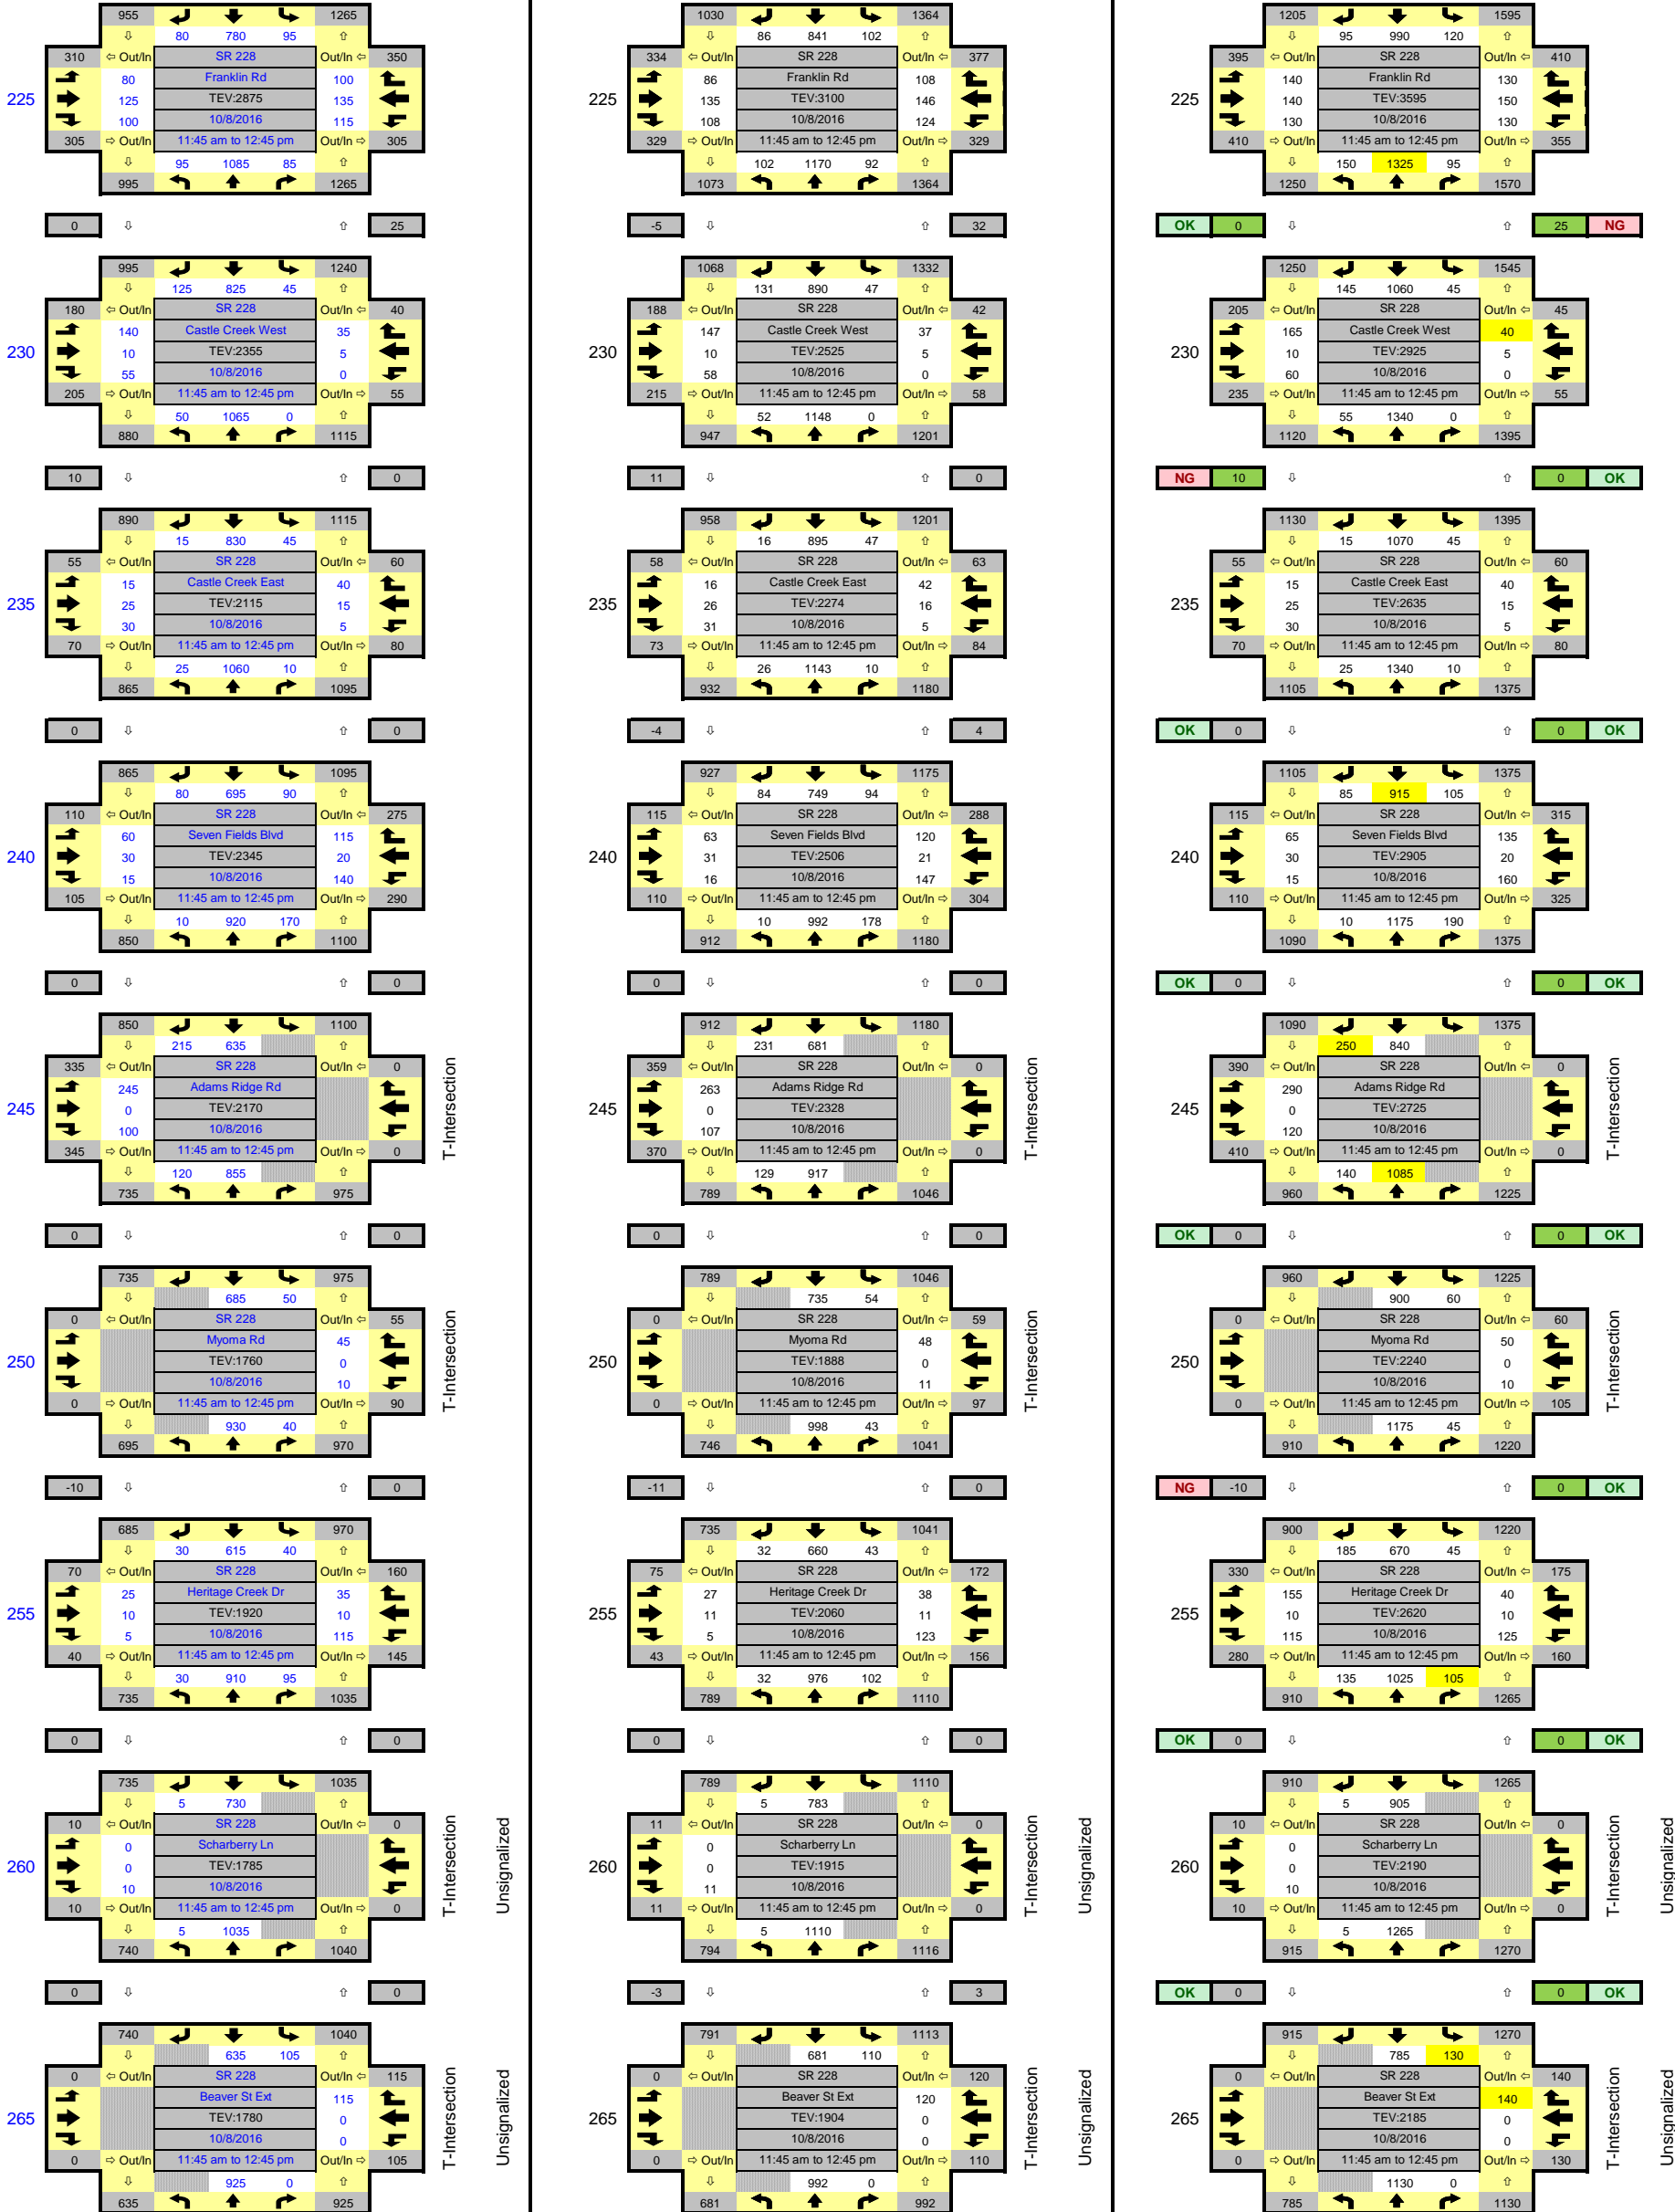 955 1265
80 780 95
310 Out/In SR 228 Out/In 350
80 Franklin Rd 100
225 125 TEV:2875 135
100 10/8/2016 115
305 Out/In 11:45 am to 12:45 pm Out/In 305
95 1085 85
995 1265
0 25
995 1240
125 825 45
180 Out/In SR 228 Out/In 40
140 Castle Creek West 35
230 10 TEV:2355 5
55 10/8/2016 0
205 Out/In 11:45 am to 12:45 pm Out/In 55
50 1065 0
880 1115
10 0
890 1115
15 830 45
55 Out/In SR 228 Out/In 60
15 Castle Creek East 40
235 25 TEV:2115 15
30 10/8/2016 5
70 Out/In 11:45 am to 12:45 pm Out/In 80
25 1060 10
865 1095
0 0
865 1095
80 695 90
110 Out/In SR 228 Out/In 275
60 Seven Fields Blvd 115
240 30 TEV:2345 20
15 10/8/2016 140
105 Out/In 11:45 am to 12:45 pm Out/In 290
10 920 170
850 1100
0 0
850 1100
215 635
335 Out/In SR 228 Out/In 0
245 Adams Ridge Rd
245 0 TEV:2170
100 10/8/2016
345 Out/In 11:45 am to 12:45 pm Out/In 0
120 855
735 975
T-Intersection
0 0
735 975
685 50
0 Out/In SR 228 Out/In 55
Myoma Rd 45
250 TEV:1760 0
10/8/2016 10
0 Out/In 11:45 am to 12:45 pm Out/In 90
930 40
695 970
T-Intersection
-10 0
685 970
30 615 40
70 Out/In SR 228 Out/In 160
25 Heritage Creek Dr 35
255 10 TEV:1920 10
5 10/8/2016 115
40 Out/In 11:45 am to 12:45 pm Out/In 145
30 910 95
735 1035
0 0
735 1035
5 730
10 Out/In SR 228 Out/In 0
0 Scharberry Ln
260 0 TEV:1785
10 10/8/2016
10 Out/In 11:45 am to 12:45 pm Out/In 0
5 1035
740 1040
T-Intersection
Unsignalized
0 0
740 1040
635 105
0 Out/In SR 228 Out/In 115
Beaver St Ext 115
265 TEV:1780 0
10/8/2016 0
0 Out/In 11:45 am to 12:45 pm Out/In 105
925 0
635 925
T-Intersection
Unsignalized
1030 1364
86 841 102
334 Out/In SR 228 Out/In 377
86 Franklin Rd 108
225 135 TEV:3100 146
108 10/8/2016 124
329 Out/In 11:45 am to 12:45 pm Out/In 329
102 1170 92
1073 1364
-5 32
1068 1332
131 890 47
188 Out/In SR 228 Out/In 42
147 Castle Creek West 37
230 10 TEV:2525 5
58 10/8/2016 0
215 Out/In 11:45 am to 12:45 pm Out/In 58
52 1148 0
947 1201
11 0
958 1201
16 895 47
58 Out/In SR 228 Out/In 63
16 Castle Creek East 42
235 26 TEV:2274 16
31 10/8/2016 5
73 Out/In 11:45 am to 12:45 pm Out/In 84
26 1143 10
932 1180
-4 4
927 1175
84 749 94
115 Out/In SR 228 Out/In 288
63 Seven Fields Blvd 120
240 31 TEV:2506 21
16 10/8/2016 147
110 Out/In 11:45 am to 12:45 pm Out/In 304
10 992 178
912 1180
0 0
912 1180
231 681
359 Out/In SR 228 Out/In 0
263 Adams Ridge Rd
245 0 TEV:2328
107 10/8/2016
370 Out/In 11:45 am to 12:45 pm Out/In 0
129 917
789 1046
T-Intersection
0 0
789 1046
735 54
0 Out/In SR 228 Out/In 59
Myoma Rd 48
250 TEV:1888 0
10/8/2016 11
0 Out/In 11:45 am to 12:45 pm Out/In 97
998 43
746 1041
T-Intersection
-11 0
735 1041
32 660 43
75 Out/In SR 228 Out/In 172
27 Heritage Creek Dr 38
255 11 TEV:2060 11
5 10/8/2016 123
43 Out/In 11:45 am to 12:45 pm Out/In 156
32 976 102
789 1110
0 0
789 1110
5 783
11 Out/In SR 228 Out/In 0
0 Scharberry Ln
260 0 TEV:1915
11 10/8/2016
11 Out/In 11:45 am to 12:45 pm Out/In 0
5 1110
794 1116
T-Intersection
Unsignalized
-3 3
791 1113
681 110
0 Out/In SR 228 Out/In 120
Beaver St Ext 120
265 TEV:1904 0
10/8/2016 0
0 Out/In 11:45 am to 12:45 pm Out/In 110
992 0
681 992
T-Intersection
Unsignalized
1205 1595
95 990 120
395 Out/In SR 228 Out/In 410
140 Franklin Rd 130
225 140 TEV:3595 150
130 10/8/2016 130
410 Out/In 11:45 am to 12:45 pm Out/In 355
150 1325 95
1250 1570
OK 0 25 NG
1250 1545
145 1060 45
205 Out/In SR 228 Out/In 45
165 Castle Creek West 40
230 10 TEV:2925 5
60 10/8/2016 0
235 Out/In 11:45 am to 12:45 pm Out/In 55
55 1340 0
1120 1395
NG 10 0 OK
1130 1395
15 1070 45
55 Out/In SR 228 Out/In 60
15 Castle Creek East 40
235 25 TEV:2635 15
30 10/8/2016 5
70 Out/In 11:45 am to 12:45 pm Out/In 80
25 1340 10
1105 1375
OK 0 0 OK
1105 1375
85 915 105
115 Out/In SR 228 Out/In 315
65 Seven Fields Blvd 135
240 30 TEV:2905 20
15 10/8/2016 160
110 Out/In 11:45 am to 12:45 pm Out/In 325
10 1175 190
1090 1375
OK 0 0 OK
1090 1375
250 840
390 Out/In SR 228 Out/In 0
290 Adams Ridge Rd
245 0 TEV:2725
120 10/8/2016
410 Out/In 11:45 am to 12:45 pm Out/In 0
140 1085
960 1225
T-Intersection
OK 0 0 OK
960 1225
900 60
0 Out/In SR 228 Out/In 60
Myoma Rd 50
250 TEV:2240 0
10/8/2016 10
0 Out/In 11:45 am to 12:45 pm Out/In 105
1175 45
910 1220
T-Intersection
NG -10 0 OK
900 1220
185 670 45
330 Out/In SR 228 Out/In 175
155 Heritage Creek Dr 40
255 10 TEV:2620 10
115 10/8/2016 125
280 Out/In 11:45 am to 12:45 pm Out/In 160
135 1025 105
910 1265
OK 0 0 OK
910 1265
5 905
10 Out/In SR 228 Out/In 0
0 Scharberry Ln
260 0 TEV:2190
10 10/8/2016
10 Out/In 11:45 am to 12:45 pm Out/In 0
5 1265
915 1270
T-Intersection
Unsignalized
OK 0 0 OK
915 1270
785 130
0 Out/In SR 228 Out/In 140
Beaver St Ext 140
265 TEV:2185 0
10/8/2016 0
0 Out/In 11:45 am to 12:45 pm Out/In 130
1130 0
785 1130
T-Intersection
Unsignalized